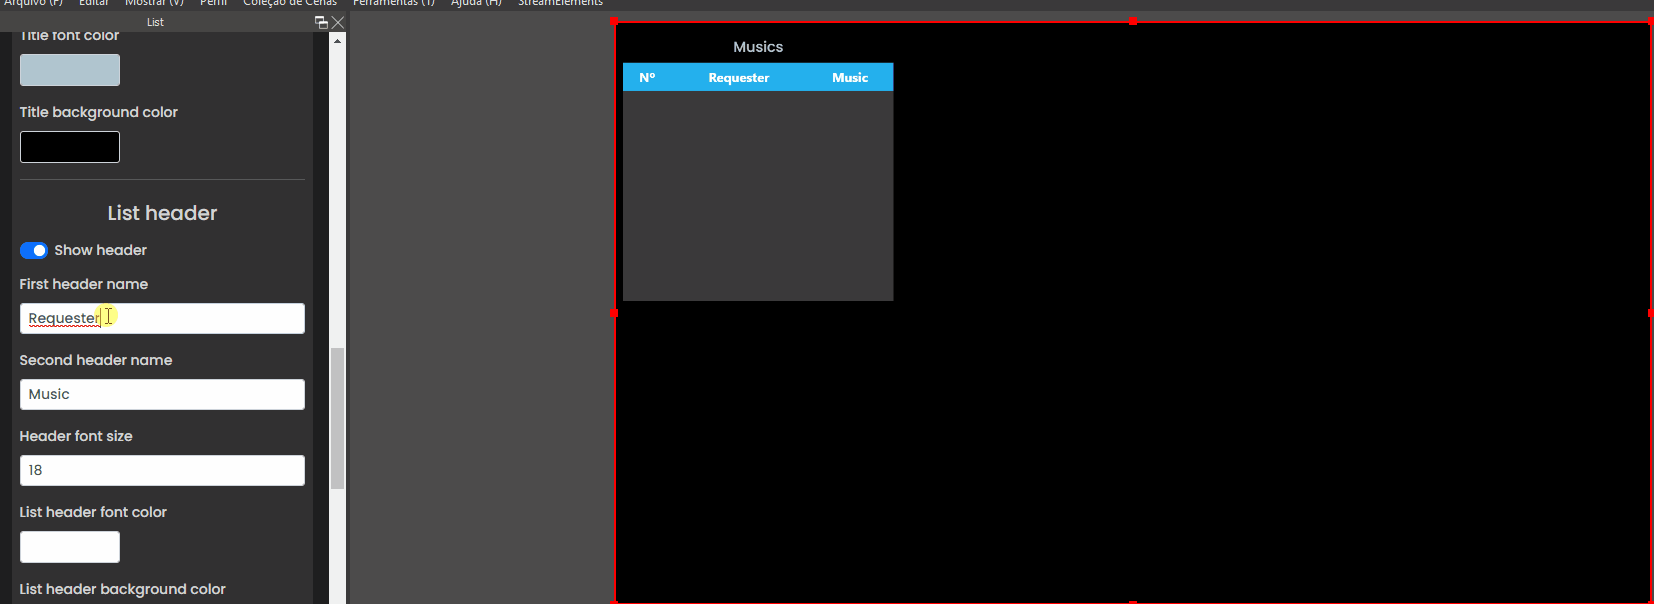 Arquivo (F) Editar Mostrar (V) Perfil Coleção de Cenas Ferramentas (T) Ajuda (H) StreamElements
List
Title font color
Title background color
List header
Show header
First header name
Requester
Second header name
Music
Header font size
18
List header font color
List header background color
Musics
Nº Requester Music